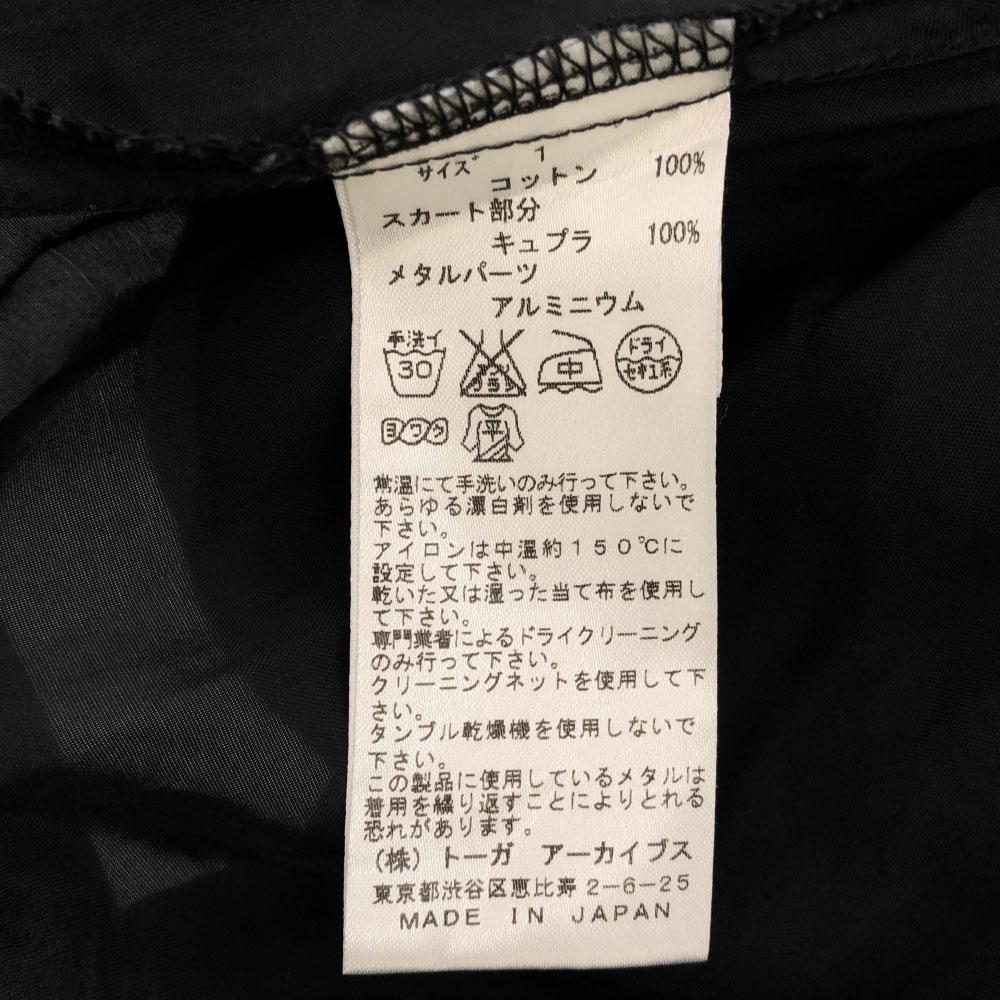 サイズ 1
コットン 100%
スカート部分
キュプラ 100%
メタルパーツ
アルミニウム
手洗イ ドライ
30 エンソサラシ 中 セキユ系
ヨワク 平
常温にて手洗いのみ行って下さい。
あらゆる漂白剤を使用しないで
下さい。
アイロンは中温約150℃に
設定して下さい。
乾いた又は湿った当て布を使用し
て下さい。
専門業者によるドライクリーニング
のみ行って下さい。
クリーニングネットを使用して下
さい。
タンブル乾燥機を使用しないで
下さい。
この製品に使用しているメタルは
着用を繰り返すことによりとれる
恐れがあります。
(株)トーガ アーカイブス
東京都渋谷区恵比寿2-6-25
MADE IN JAPAN